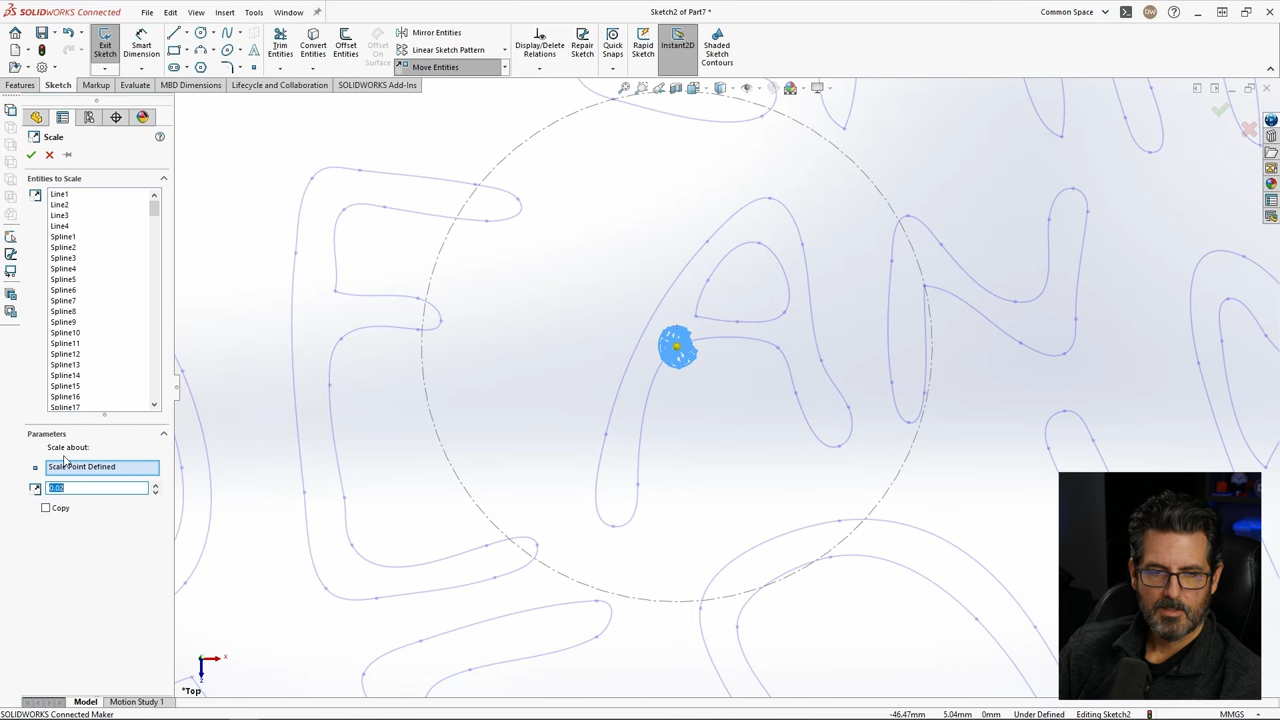 SOLIDWORKS Connected
File
Edit
View
Insert
Tools
Window
Sketch2 of Part7 *
Common Space
DW
Exit Sketch
Smart Dimension
Trim Entities
Convert Entities
Offset Entities
Offset On Surface
Mirror Entities
Linear Sketch Pattern
Move Entities
Display/Delete Relations
Repair Sketch
Quick Snaps
Rapid Sketch
Instant2D
Shaded Sketch Contours
Features
Sketch
Markup
Evaluate
MBD Dimensions
Lifecycle and Collaboration
SOLIDWORKS Add-Ins
Scale
Entities to Scale
Line1
Line2
Line3
Line4
Spline1
Spline2
Spline3
Spline4
Spline5
Spline6
Spline7
Spline8
Spline9
Spline10
Spline11
Spline12
Spline13
Spline14
Spline15
Spline16
Spline17
Parameters
Scale about:
Scale Point Defined
0.02
Copy
E A N
x
z
*Top
Model
Motion Study 1
SOLIDWORKS Connected Maker
-46.47mm
5.04mm
0mm
Under Defined
Editing Sketch2
MMGS